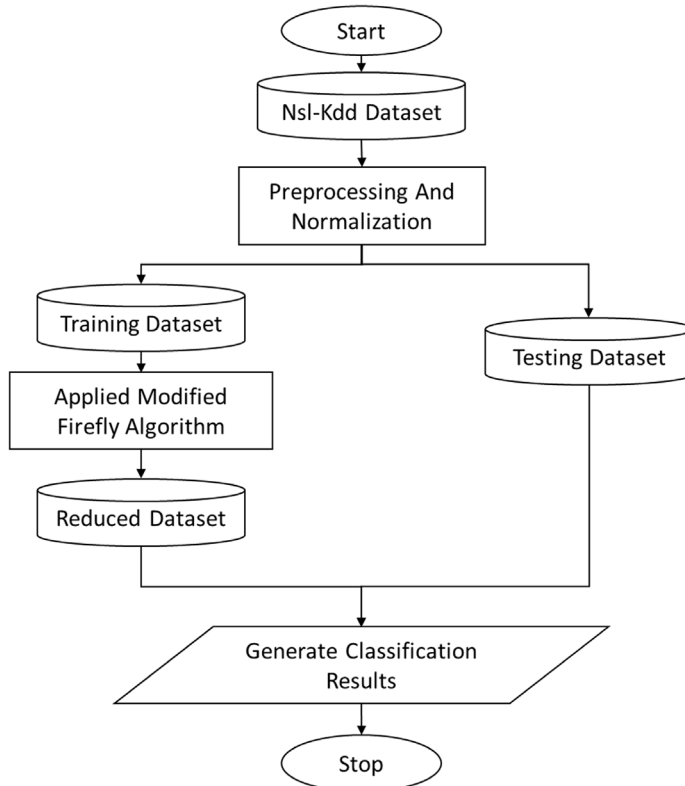 Start
Nsl-Kdd Dataset
Preprocessing And
Normalization
Training Dataset
Testing Dataset
Applied Modified
Firefly Algorithm
Reduced Dataset
Generate Classification
Results
Stop